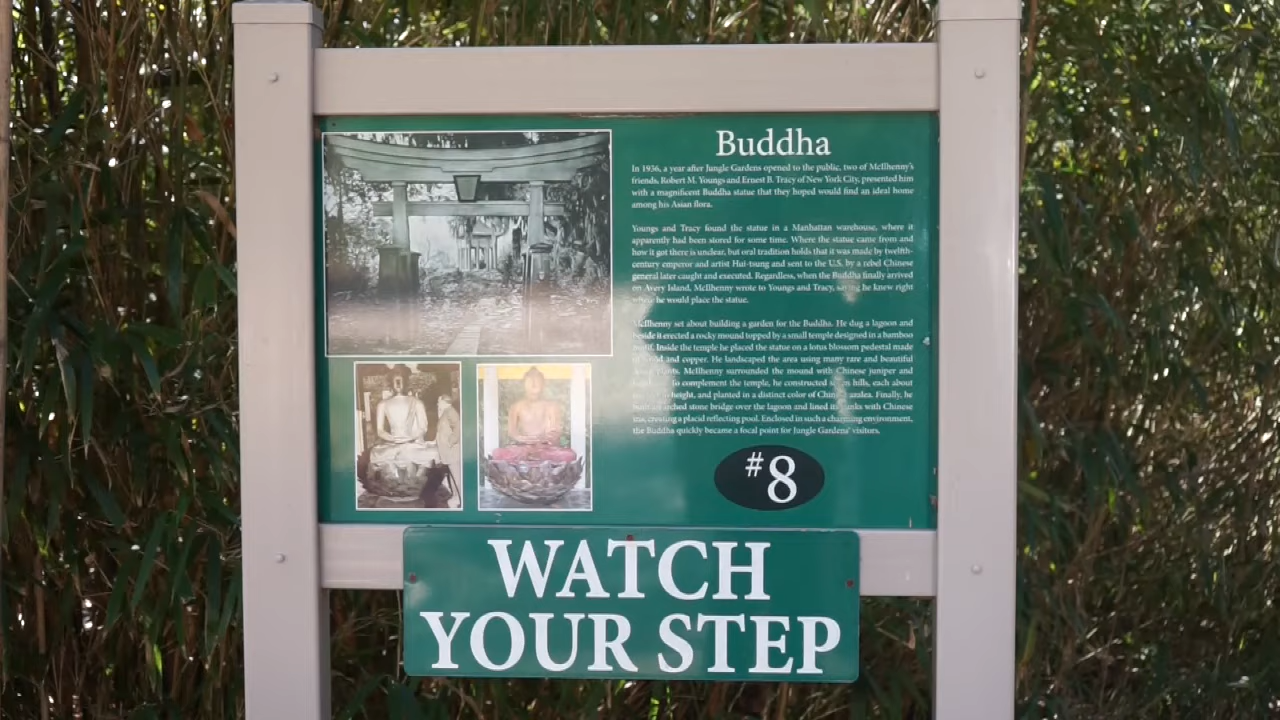 Buddha
In 1936, a year after Jungle Gardens opened to the public, two of McIlhenny's
friends, Robert M. Youngs and Ernest B. Tracy of New York City, presented him
with a magnificent Buddha statue that they hoped would find an ideal home
among his Asian flora.
Youngs and Tracy found the statue in a Manhattan warehouse, where it
apparently had been stored for some time. Where the statue came from and
how it got there is unclear, but oral tradition holds that it was made by twelfth-
century emperor and artist Hui-tsung and sent to the U.S. by a rebel Chinese
general later caught and executed. Regardless, when the Buddha finally arrived
on Avery Island, McIlhenny wrote to Youngs and Tracy, saying he knew right
where he would place the statue.
McIlhenny set about building a garden for the Buddha. He dug a lagoon and
beside it erected a rocky mound topped by a small temple designed in a bamboo
Inside the temple he placed the statue on a lotus blossom pedestal made
and copper. He landscaped the area using many rare and beautiful
plants. McIlhenny surrounded the mound with Chinese juniper and
To complement the temple, he constructed seven hills, each about
height, and planted in a distinct color of Chinese azalea. Finally, he
arched stone bridge over the lagoon and lined its banks with Chinese
creating a placid reflecting pool. Enclosed in such a charming environment,
the Buddha quickly became a focal point for Jungle Gardens' visitors.
#8
WATCH
YOUR STEP